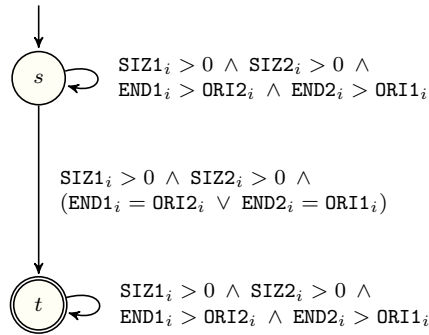 s
SIZ1ᵢ > 0 ∧ SIZ2ᵢ > 0 ∧
END1ᵢ > ORI2ᵢ ∧ END2ᵢ > ORI1ᵢ
SIZ1ᵢ > 0 ∧ SIZ2ᵢ > 0 ∧
(END1ᵢ = ORI2ᵢ ∨ END2ᵢ = ORI1ᵢ)
t
SIZ1ᵢ > 0 ∧ SIZ2ᵢ > 0 ∧
END1ᵢ > ORI2ᵢ ∧ END2ᵢ > ORI1ᵢ